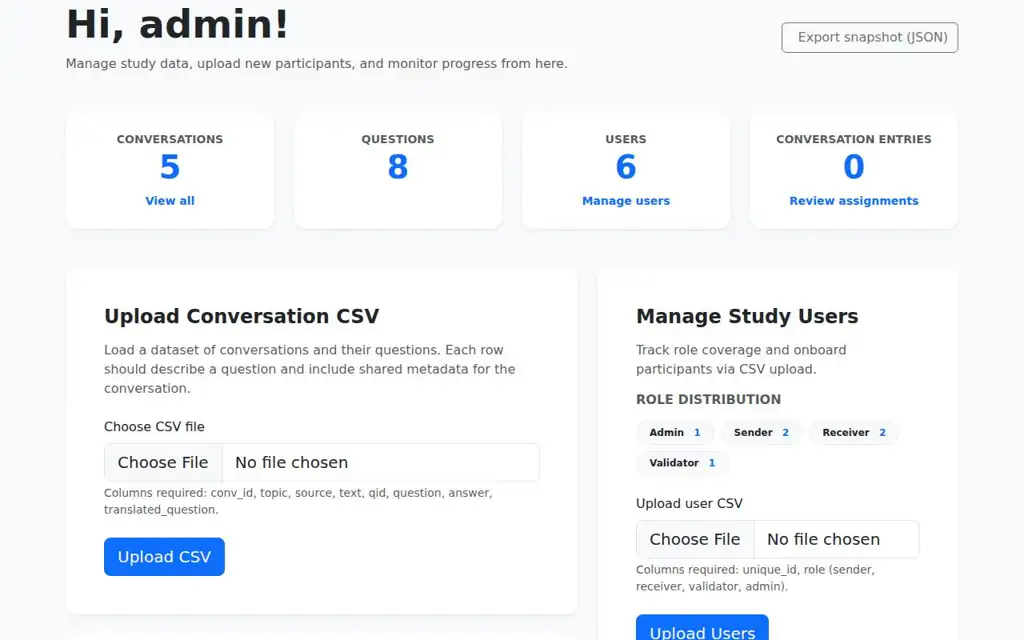 Hi, admin!
Export snapshot (JSON)
Manage study data, upload new participants, and monitor progress from here.
CONVERSATIONS
5
View all
QUESTIONS
8
USERS
6
Manage users
CONVERSATION ENTRIES
0
Review assignments
Upload Conversation CSV
Load a dataset of conversations and their questions. Each row
should describe a question and include shared metadata for the
conversation.
Choose CSV file
Choose File No file chosen
Columns required: conv_id, topic, source, text, qid, question, answer,
translated_question.
Upload CSV
Manage Study Users
Track role coverage and onboard
participants via CSV upload.
ROLE DISTRIBUTION
Admin 1 Sender 2 Receiver 2
Validator 1
Upload user CSV
Choose File No file chosen
Columns required: unique_id, role (sender,
receiver, validator, admin).
Upload Users